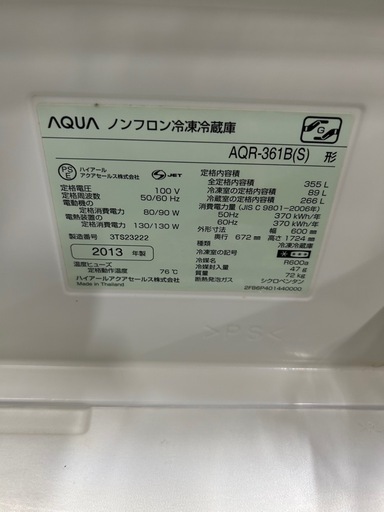 AQUA ノンフロン冷凍冷蔵庫
G
AQR-361B(S) 形
PS
E
ハイアール
アクアセールス株式会社
S JET
定格電圧 100 V
定格周波数 50/60 Hz
電動機の
定格消費電力 80/90 W
電熱装置の
定格消費電力 130/130 W
製造番号 3TS23222
2013 年製
温度ヒューズ
定格動作温度 76℃
ハイアールアクアセールス株式会社
Made in Thailand
定格内容積
全定格内容積 355 L
冷凍室の定格内容積 89 L
冷蔵室の定格内容積 266 L
消費電力量(JIS C 9801-2006年)
50Hz 370 kWh/年
60Hz 370 kWh/年
外形寸法 幅 600 mm
奥行 672 mm 高さ 1724 mm
種類 冷凍冷蔵庫
冷凍室の記号
冷媒名 R600a
冷媒封入量 47 g
質量 72 kg
断熱発泡ガス シクロペンタン
2FB6P401440000
>PS<